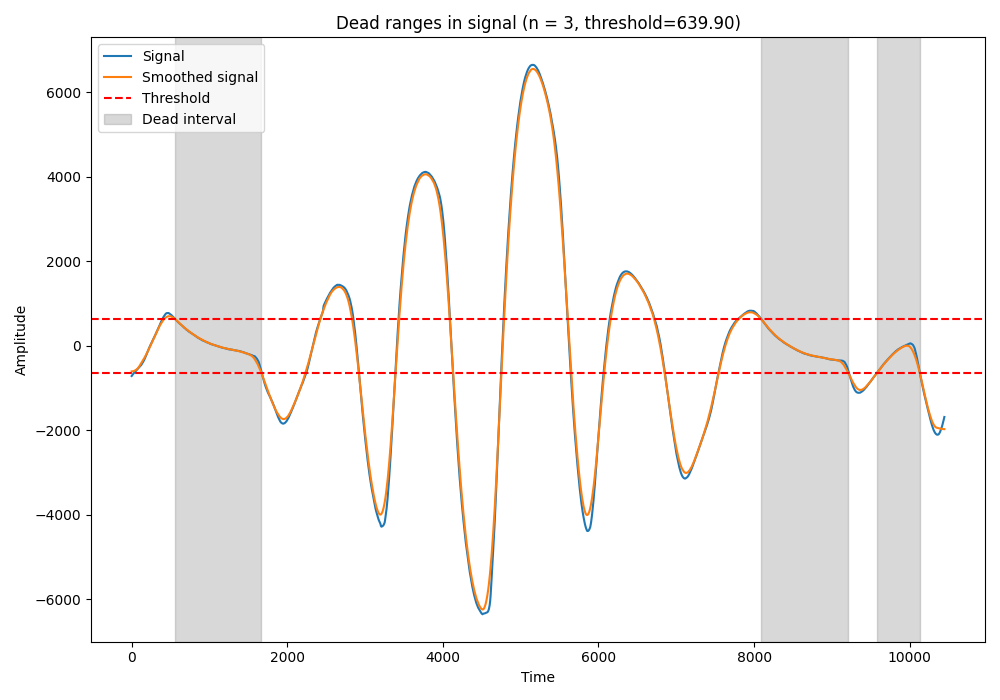 Dead ranges in signal (n = 3, threshold=639.90)
Signal
Smoothed signal
Threshold
Dead interval
6000
4000
2000
0
−2000
−4000
−6000
Amplitude
0 2000 4000 6000 8000 10000
Time